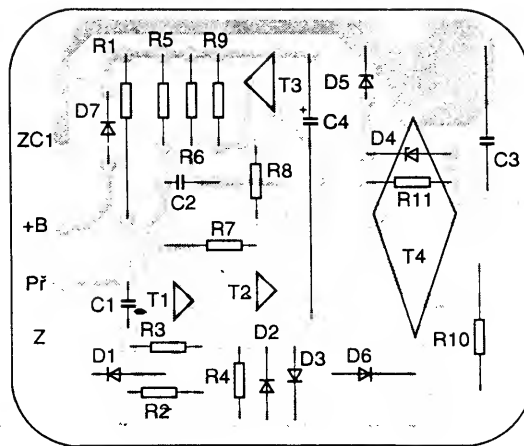 R1 R5 R9
T3
D5
D7
ZC1
R6
C4
D4
C3
R8
C2
R11
+B
R7
T4
Př
C1 T1 T2
Z
R3
R10
D1 D2 D3 D6
R4
R2